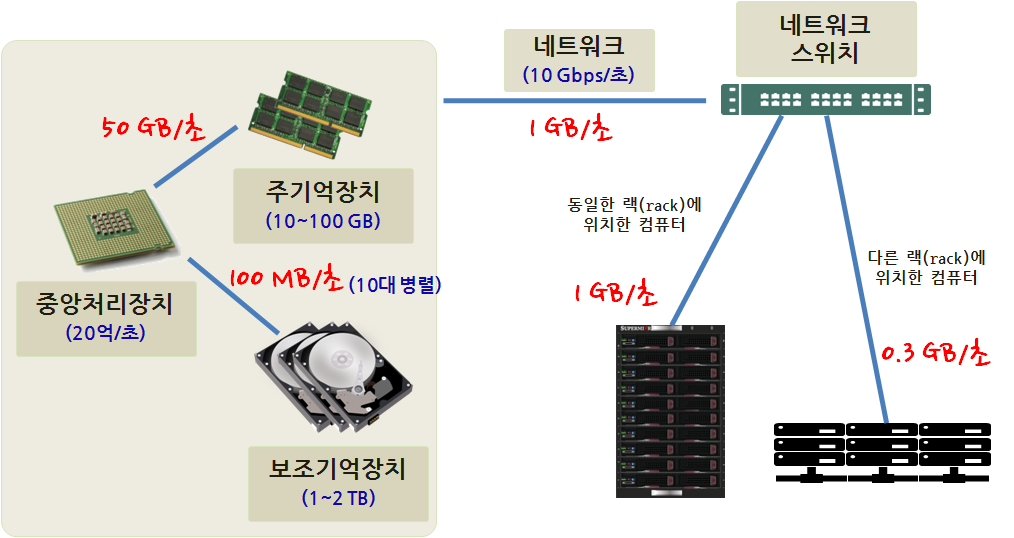 네트워크
(10 Gbps/초)
네트워크
스위치
50 GB/초
1 GB/초
주기억장치
(10~100 GB)
동일한 랙(rack)에
위치한 컴퓨터
다른 랙(rack)에
위치한 컴퓨터
100 MB/초 (10대 병렬)
중앙처리장치
(20억/초)
1 GB/초
0.3 GB/초
보조기억장치
(1~2 TB)